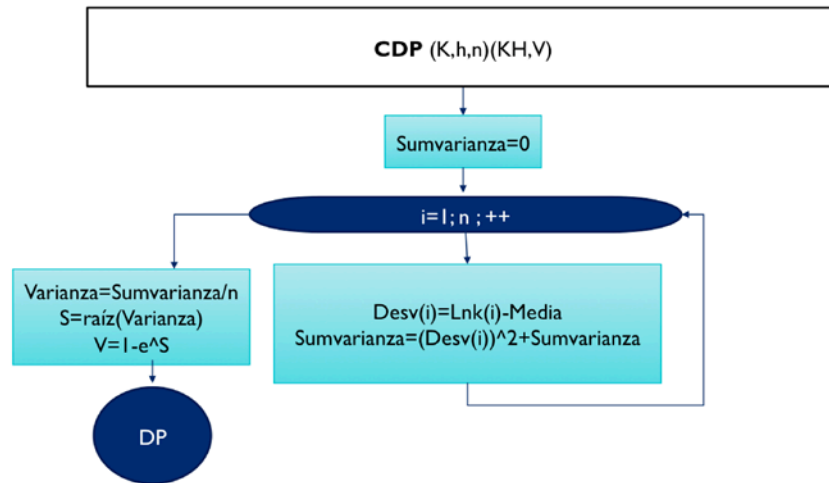 CDP (K,h,n)(KH,V)
Sumvarianza=0
i=1; n ; ++
Varianza=Sumvarianza/n
S=raíz(Varianza)
V=1-e^S
Desv(i)=Lnk(i)-Media
Sumvarianza=(Desv(i))^2+Sumvarianza
DP